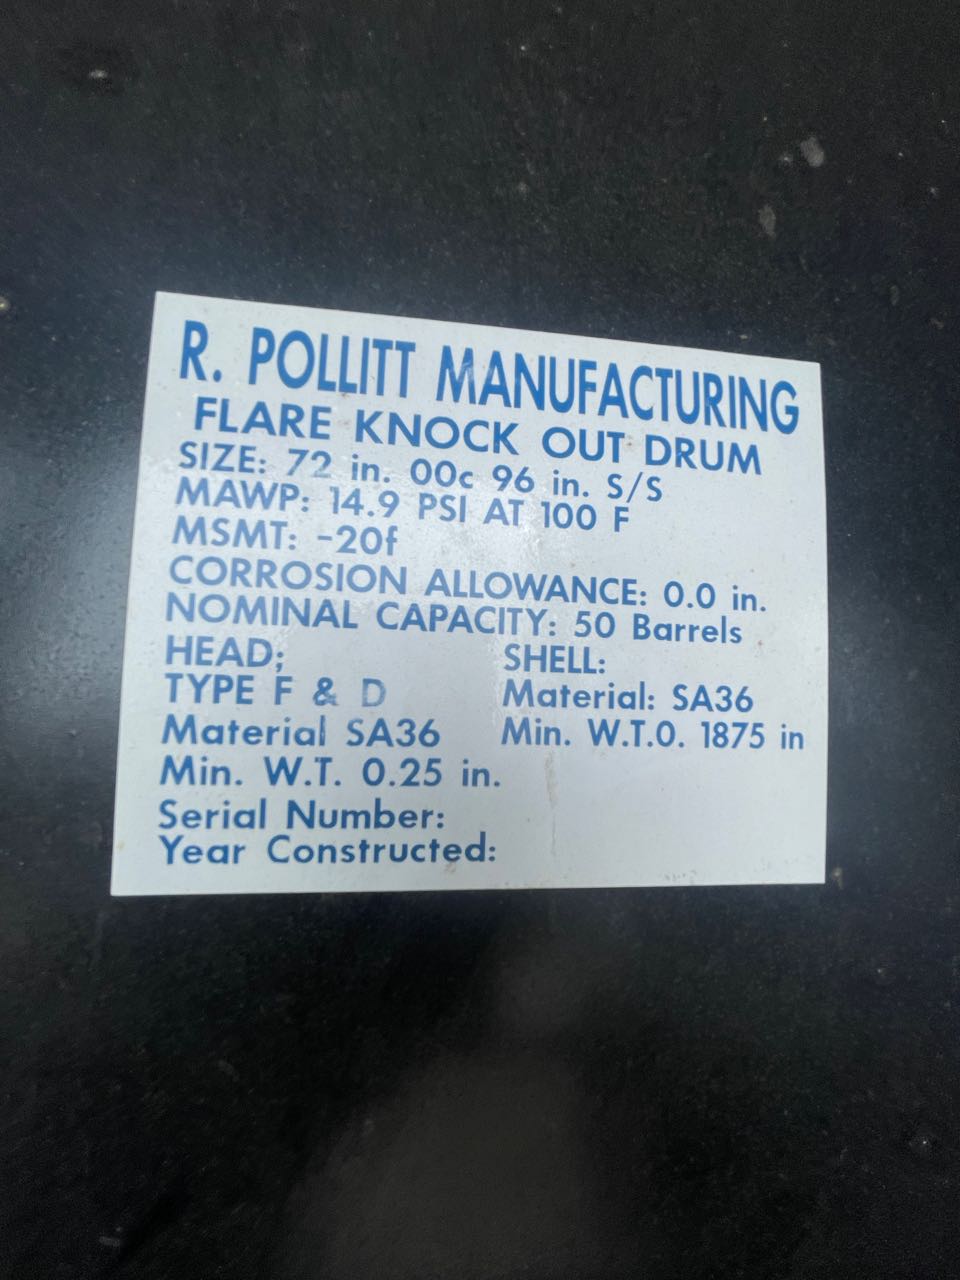 R. POLLITT MANUFACTURING
FLARE KNOCK OUT DRUM
SIZE: 72 in. 00c 96 in. S/S
MAWP: 14.9 PSI AT 100 F
MSMT: -20f
CORROSION ALLOWANCE: 0.0 in.
NOMINAL CAPACITY: 50 Barrels
HEAD; SHELL:
TYPE F & D Material: SA36
Material SA36 Min. W.T.O. 1875 in
Min. W.T. 0.25 in.
Serial Number:
Year Constructed: